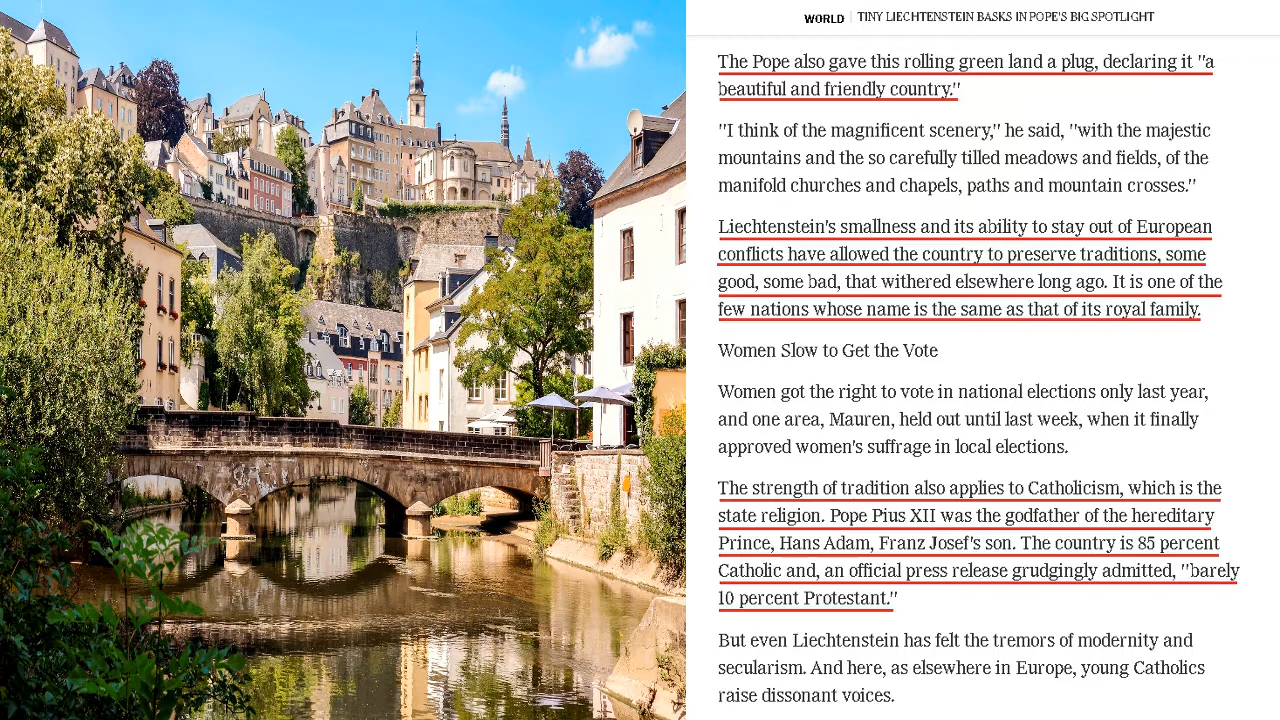 WORLD | TINY LIECHTENSTEIN BASKS IN POPE'S BIG SPOTLIGHT
The Pope also gave this rolling green land a plug, declaring it "a
beautiful and friendly country."
"I think of the magnificent scenery," he said, "with the majestic
mountains and the so carefully tilled meadows and fields, of the
manifold churches and chapels, paths and mountain crosses."
Liechtenstein's smallness and its ability to stay out of European
conflicts have allowed the country to preserve traditions, some
good, some bad, that withered elsewhere long ago. It is one of the
few nations whose name is the same as that of its royal family.
Women Slow to Get the Vote
Women got the right to vote in national elections only last year,
and one area, Mauren, held out until last week, when it finally
approved women's suffrage in local elections.
The strength of tradition also applies to Catholicism, which is the
state religion. Pope Pius XII was the godfather of the hereditary
Prince, Hans Adam, Franz Josef's son. The country is 85 percent
Catholic and, an official press release grudgingly admitted, "barely
10 percent Protestant."
But even Liechtenstein has felt the tremors of modernity and
secularism. And here, as elsewhere in Europe, young Catholics
raise dissonant voices.